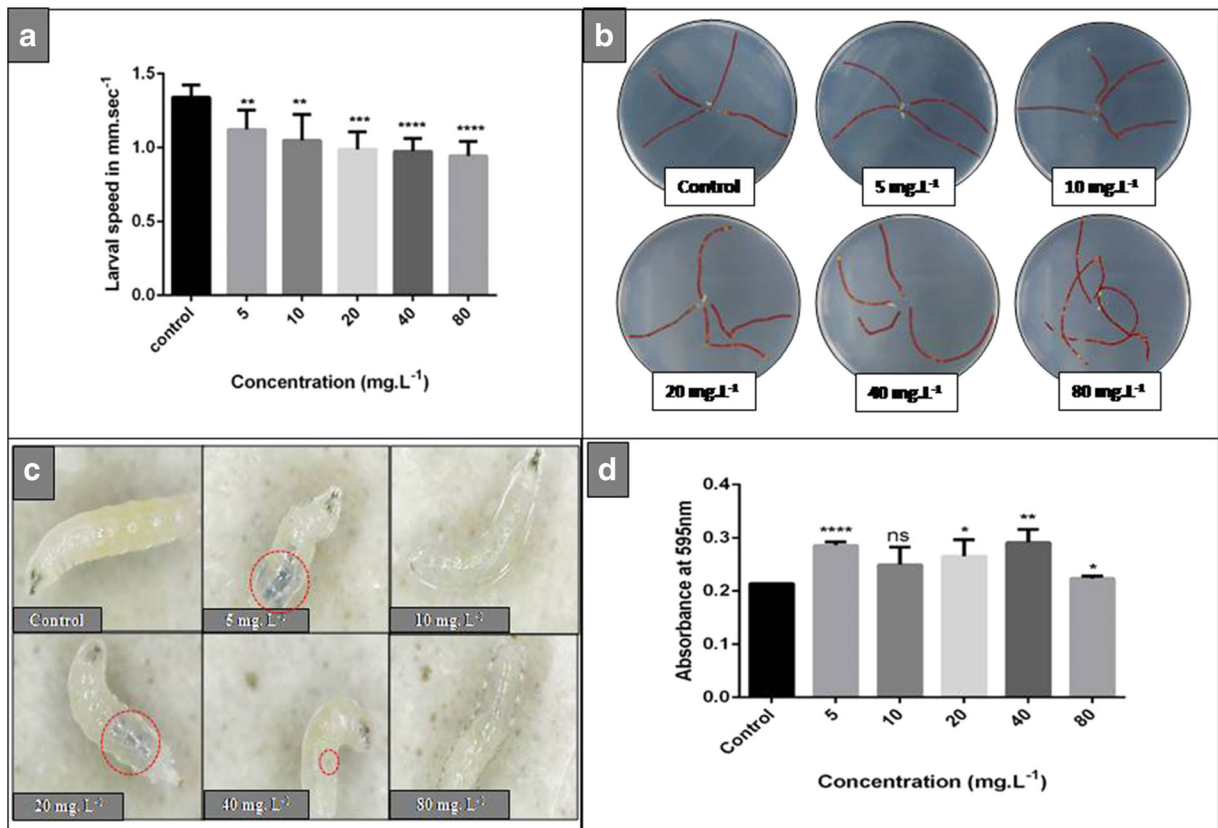 a
Larval speed in mm.sec⁻¹
1.5
1.0
0.5
0.0
**
**
***
****
****
control
5
10
20
40
80
Concentration (mg.L⁻¹)
b
Control
5 mg.L⁻¹
10 mg.L⁻¹
20 mg.L⁻¹
40 mg.L⁻¹
80 mg.L⁻¹
c
Control
5 mg. L⁻¹
10 mg. L⁻¹
20 mg. L⁻¹
40 mg. L⁻¹
80 mg. L⁻¹
d
Absorbance at 595nm
0.4
0.3
0.2
0.1
0.0
****
ns
*
**
*
Control
5
10
20
40
80
Concentration (mg.L⁻¹)